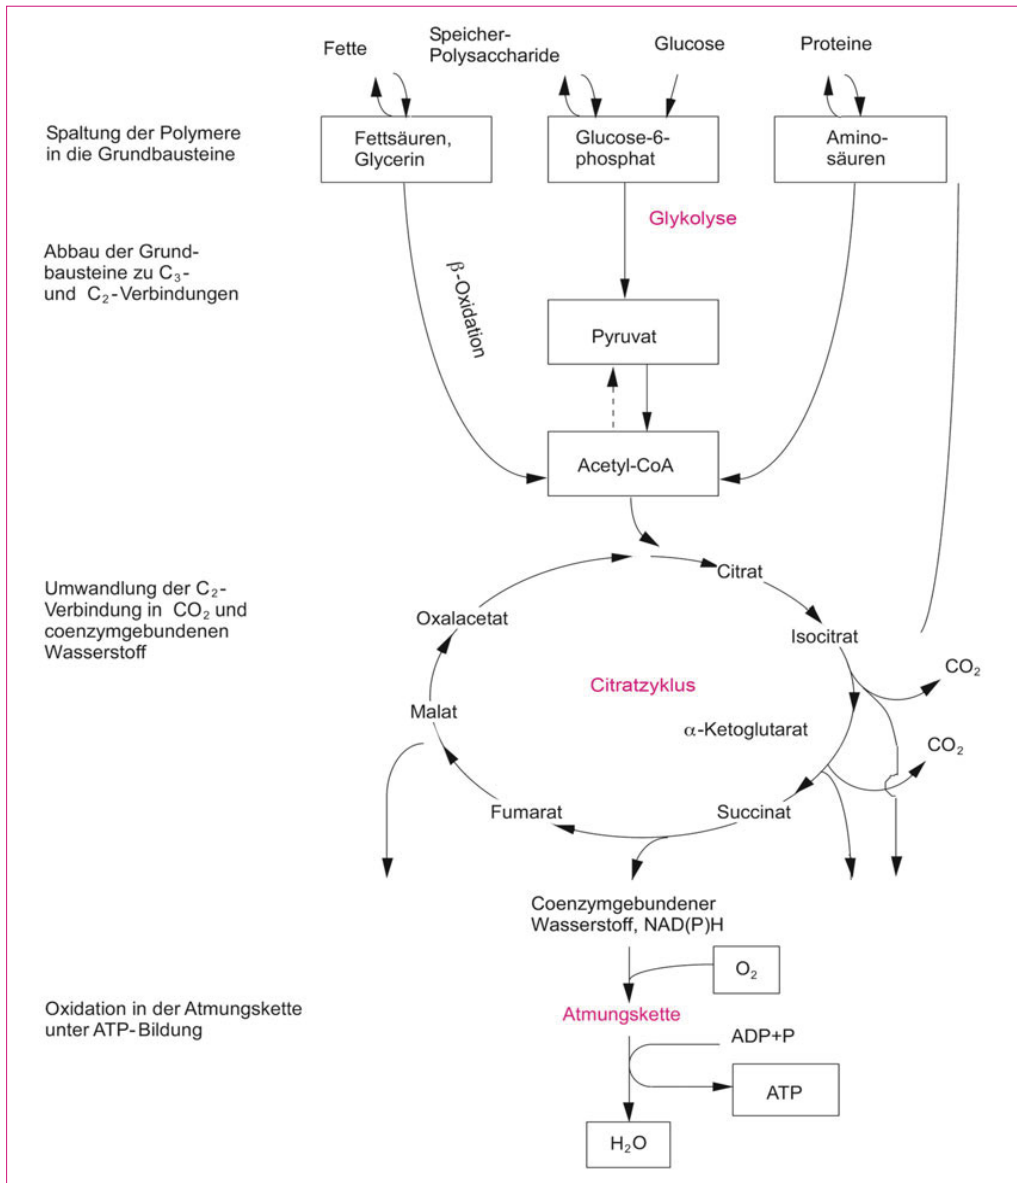 Fette
Speicher-
Polysaccharide
Glucose
Proteine
Spaltung der Polymere
in die Grundbausteine
Fettsäuren,
Glycerin
Glucose-6-
phosphat
Amino-
säuren
Glykolyse
Abbau der Grund-
bausteine zu C₃-
und C₂-Verbindungen
β-Oxidation
Pyruvat
Acetyl-CoA
Umwandlung der C₂-
Verbindung in CO₂ und
coenzymgebundenen
Wasserstoff
Citrat
Oxalacetat
Isocitrat
CO₂
Citratzyklus
Malat
α-Ketoglutarat
CO₂
Fumarat
Succinat
Coenzymgebundener
Wasserstoff, NAD(P)H
O₂
Oxidation in der Atmungskette
unter ATP-Bildung
Atmungskette
ADP+P
ATP
H₂O